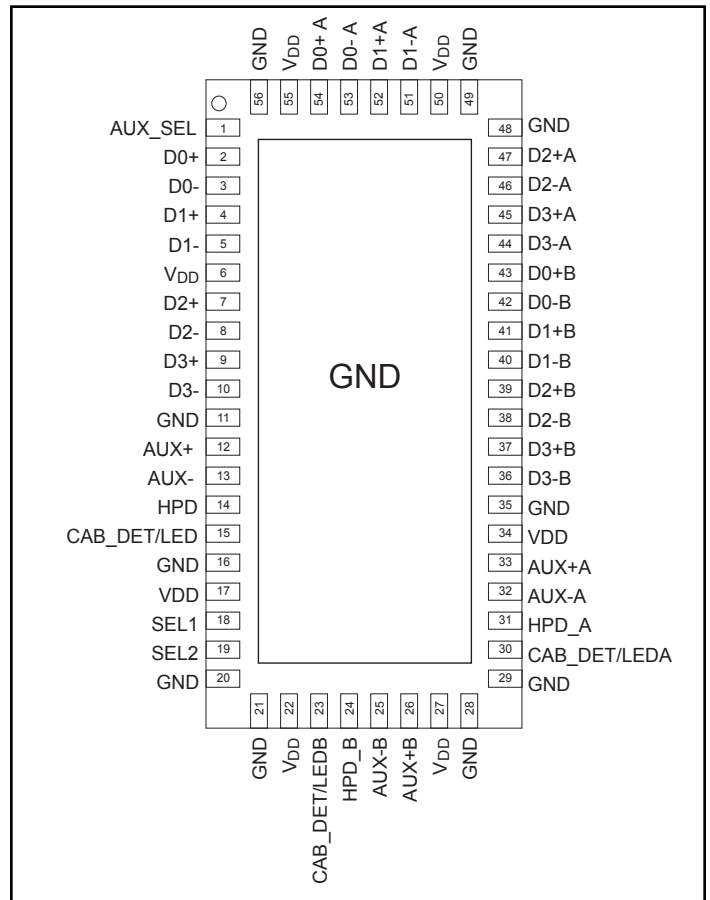 GND
VDD
D0+ A
D0- A
D1+A
D1-A
VDD
GND
56
55
54
53
52
51
50
49
AUX_SEL 1
D0+ 2
D0- 3
D1+ 4
D1- 5
VDD 6
D2+ 7
D2- 8
D3+ 9
D3- 10
GND 11
AUX+ 12
AUX- 13
HPD 14
CAB_DET/LED 15
GND 16
VDD 17
SEL1 18
SEL2 19
GND 20
GND
48 GND
47 D2+A
46 D2-A
45 D3+A
44 D3-A
43 D0+B
42 D0-B
41 D1+B
40 D1-B
39 D2+B
38 D2-B
37 D3+B
36 D3-B
35 GND
34 VDD
33 AUX+A
32 AUX-A
31 HPD_A
30 CAB_DET/LEDA
29 GND
21
22
23
24
25
26
27
28
GND
VDD
CAB_DET/LEDB
HPD_B
AUX-B
AUX+B
VDD
GND